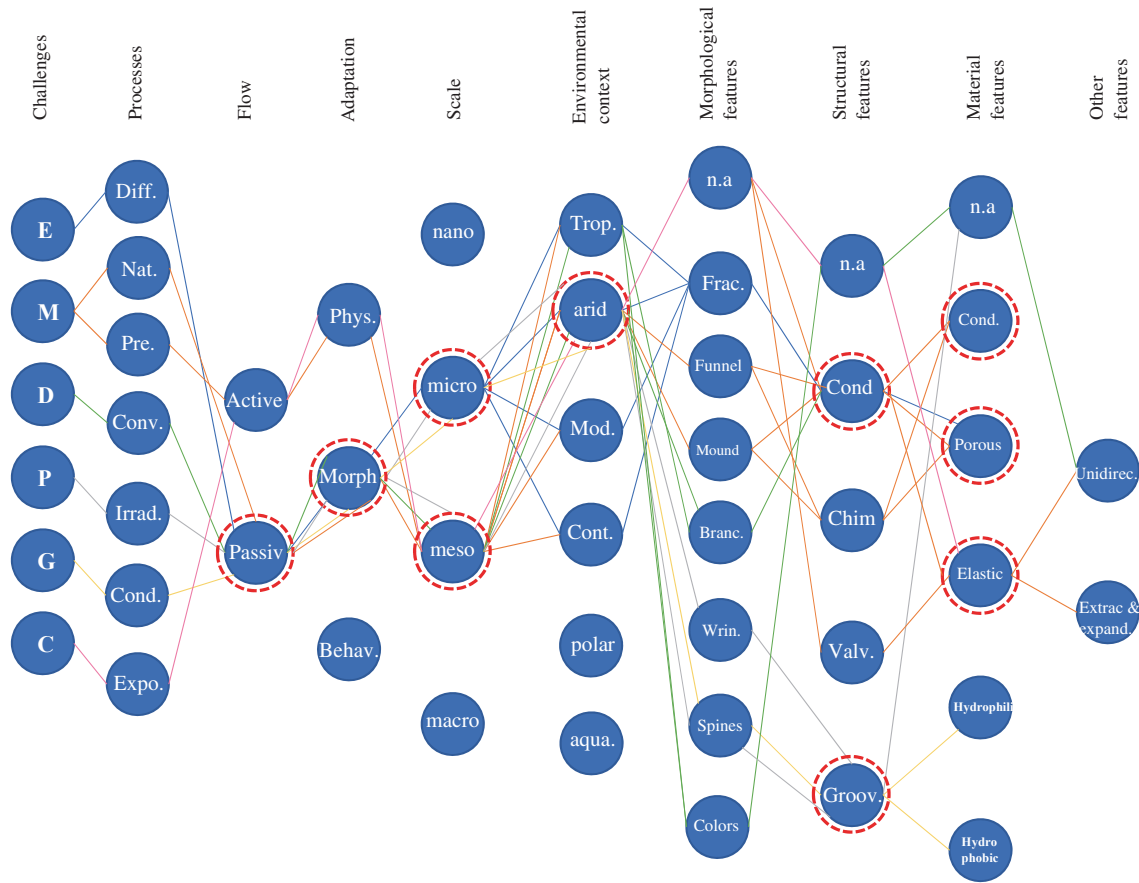 Challenges
Processes
Flow
Adaptation
Scale
Environmental
context
Morphological
features
Structural
features
Material
features
Other
features
E
M
D
P
G
C
Diff.
Nat.
Pre.
Conv.
Irrad.
Cond.
Expo.
Active
Passiv
Phys.
Morph
Behav.
nano
micro
meso
macro
Trop.
arid
Mod.
Cont.
polar
aqua.
n.a
Frac.
Funnel
Mound
Branc.
Wrin.
Spines
Colors
n.a
Cond
Chim
Valv.
Groov.
n.a
Cond.
Porous
Elastic
Hydrophili
Hydro
phobic
Unidirec.
Extrac &
expand.